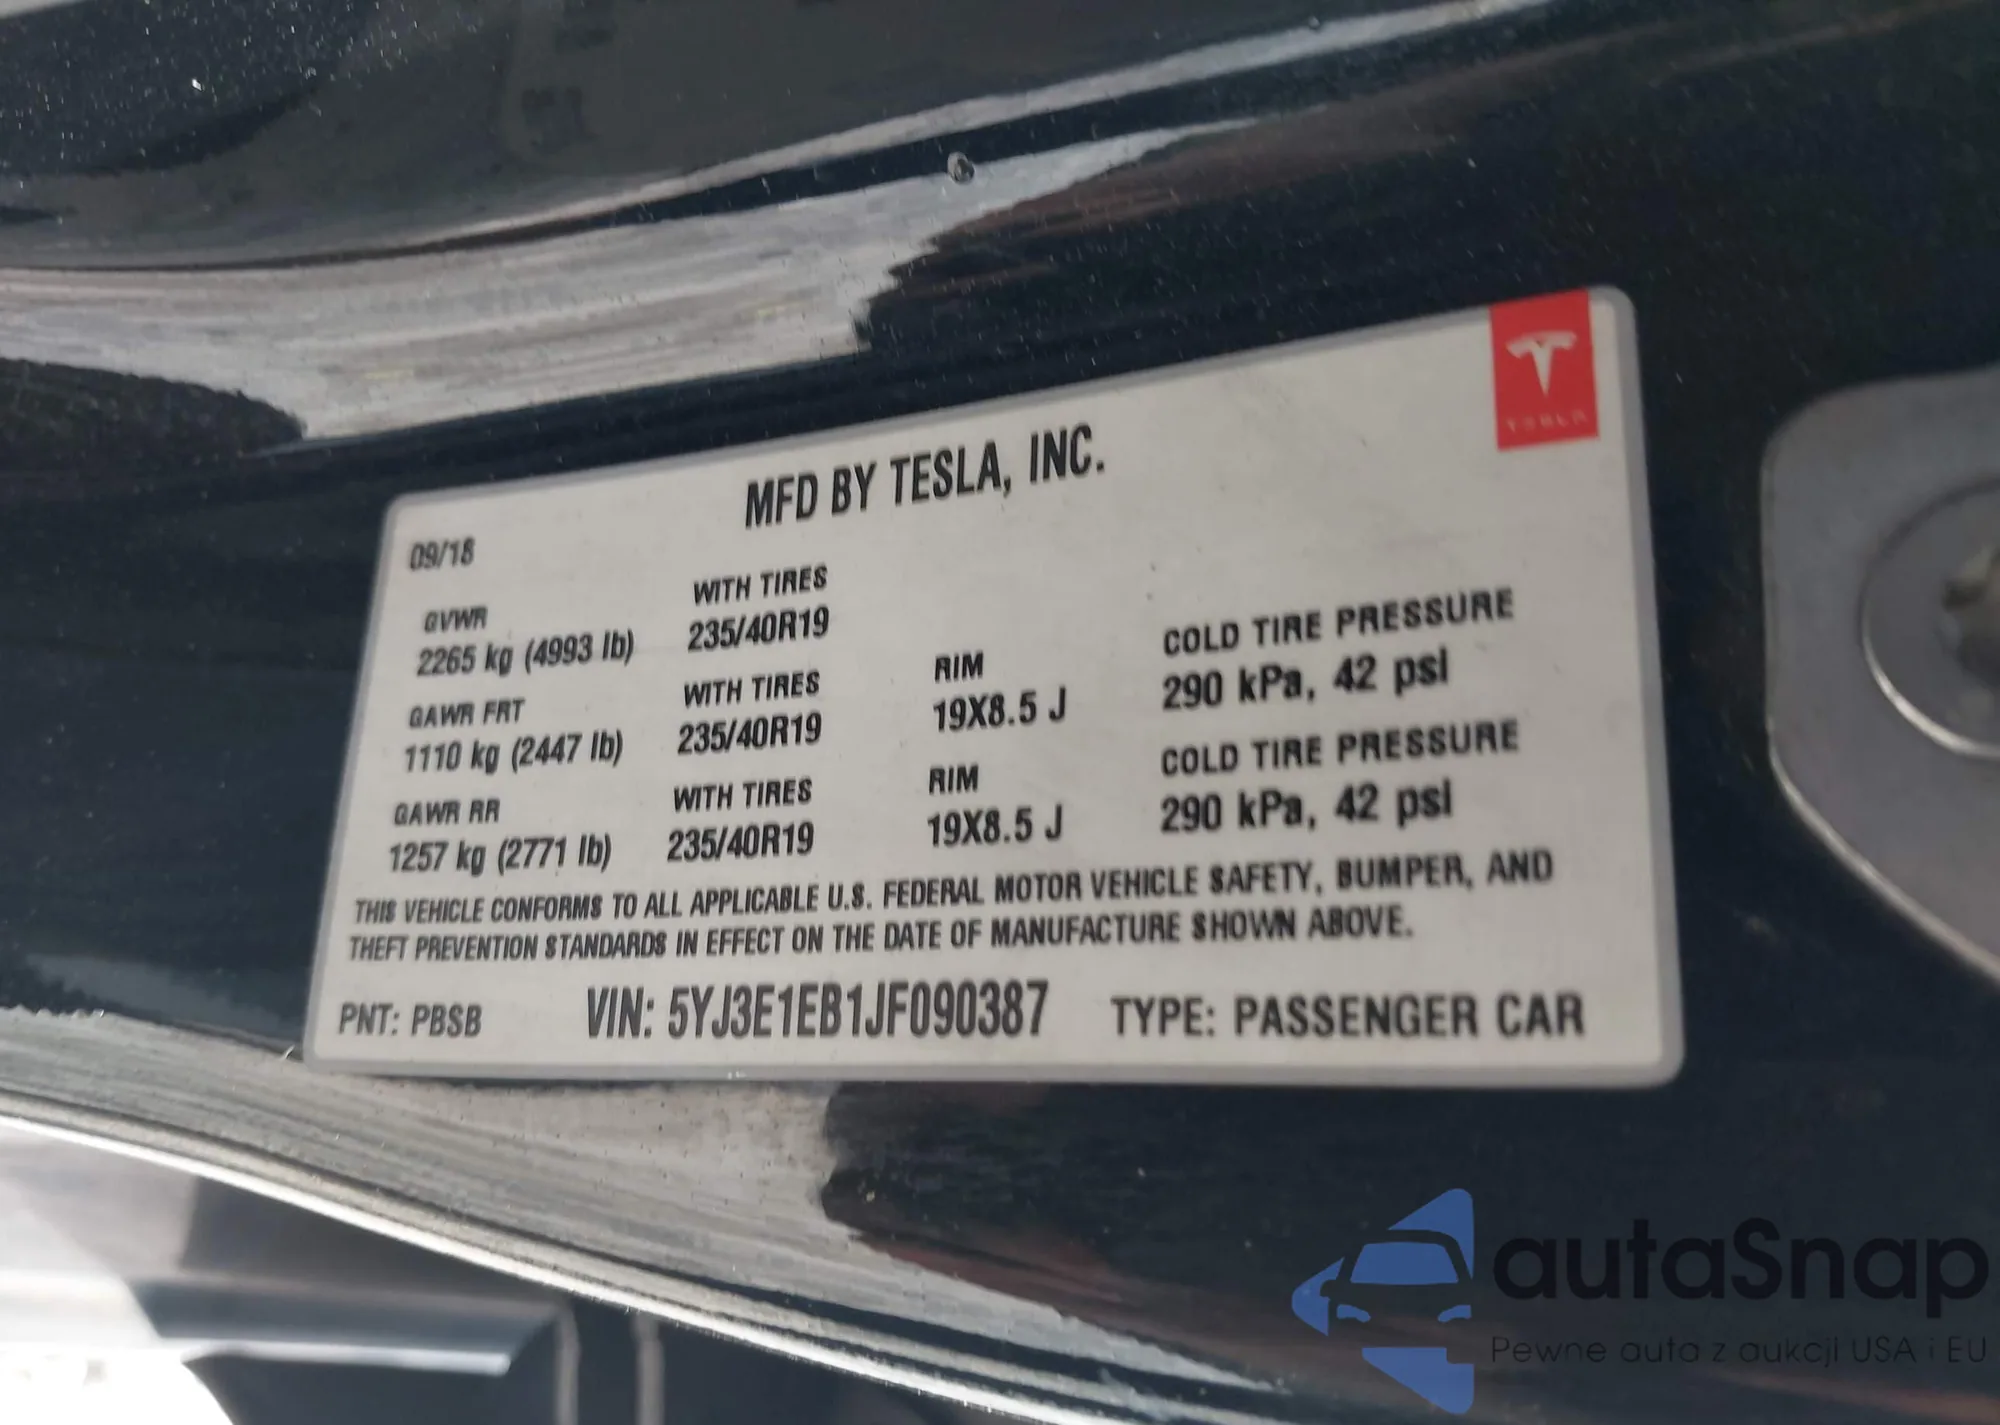 TESLA
MFD BY TESLA, INC.
09/18
GVWR
2265 kg (4993 lb)
WITH TIRES
235/40R19
GAWR FRT
1110 kg (2447 lb)
WITH TIRES
235/40R19
RIM
19X8.5 J
COLD TIRE PRESSURE
290 kPa, 42 psi
GAWR RR
1257 kg (2771 lb)
WITH TIRES
235/40R19
RIM
19X8.5 J
COLD TIRE PRESSURE
290 kPa, 42 psi
THIS VEHICLE CONFORMS TO ALL APPLICABLE U.S. FEDERAL MOTOR VEHICLE SAFETY, BUMPER, AND
THEFT PREVENTION STANDARDS IN EFFECT ON THE DATE OF MANUFACTURE SHOWN ABOVE.
PNT: PBSB VIN: 5YJ3E1EB1JF090387 TYPE: PASSENGER CAR
autaSnap
Pewne auta z aukcji USA i EU